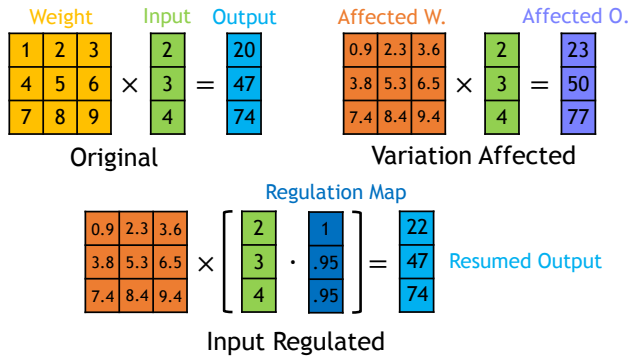 Weight Input Output Affected W. Affected O.
1 2 3 2 20 0.9 2.3 3.6 2 23
4 5 6 × 3 = 47 3.8 5.3 6.5 × 3 = 50
7 8 9 4 74 7.4 8.4 9.4 4 77
Original Variation Affected
Regulation Map
0.9 2.3 3.6 2 1 22
3.8 5.3 6.5 × [ 3 · .95 ] = 47 Resumed Output
7.4 8.4 9.4 4 .95 74
Input Regulated